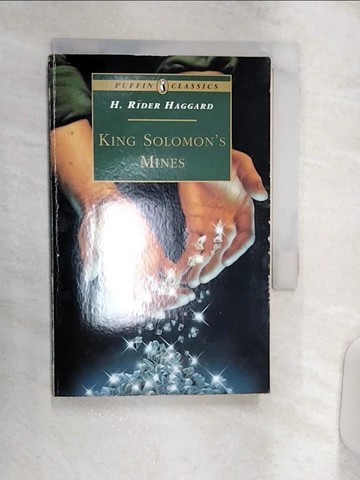 PUFFIN CLASSICS
H. RIDER HAGGARD
KING SOLOMON'S
MINES